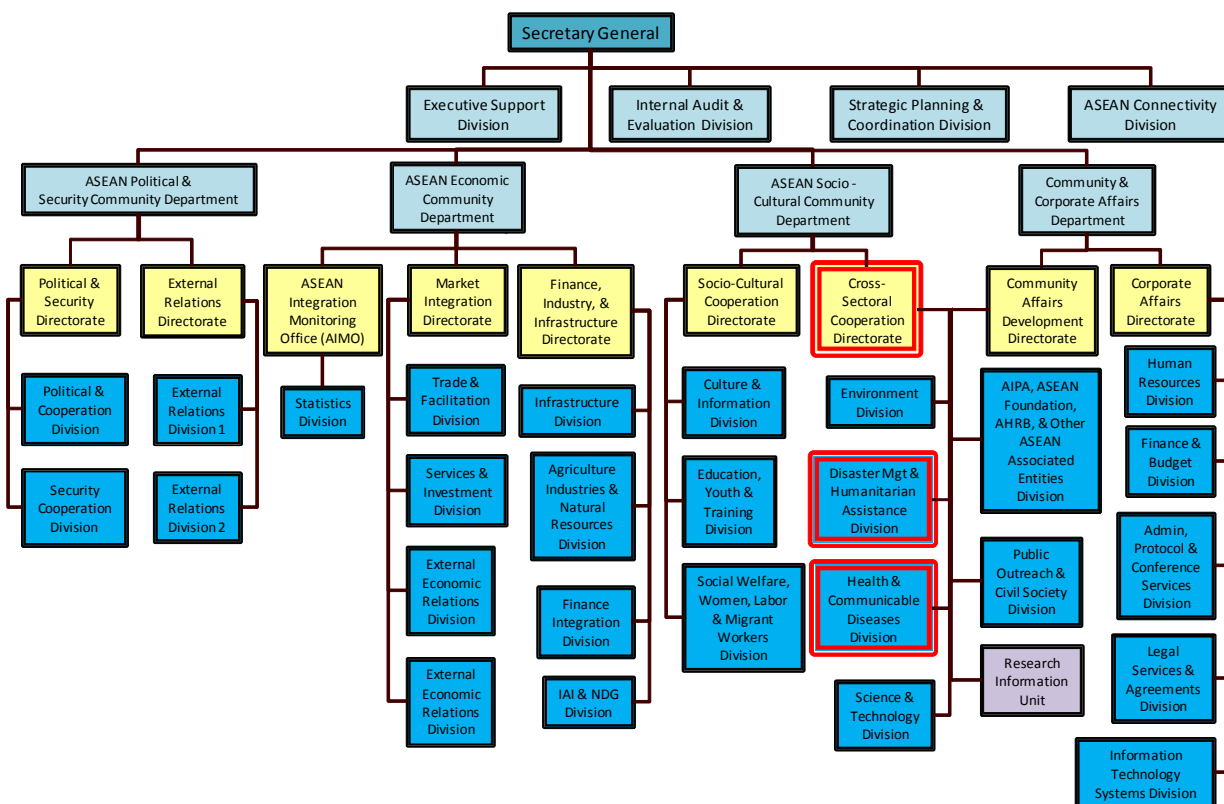 Secretary General
Executive Support
Division
Internal Audit &
Evaluation Division
Strategic Planning &
Coordination Division
ASEAN Connectivity
Division
ASEAN Political &
Security Community Department
ASEAN Economic
Community
Department
ASEAN Socio -
Cultural Community
Department
Community &
Corporate Affairs
Department
Political &
Security
Directorate
External
Relations
Directorate
ASEAN
Integration
Monitoring
Office (AIMO)
Market
Integration
Directorate
Finance,
Industry, &
Infrastructure
Directorate
Socio-Cultural
Cooperation
Directorate
Cross-
Sectoral
Cooperation
Directorate
Community
Affairs
Development
Directorate
Corporate
Affairs
Directorate
Political &
Cooperation
Division
Security
Cooperation
Division
External
Relations
Division 1
External
Relations
Division 2
Statistics
Division
Trade &
Facilitation
Division
Services &
Investment
Division
External
Economic
Relations
Division
External
Economic
Relations
Division
Infrastructure
Division
Agriculture
Industries &
Natural
Resources
Division
Finance
Integration
Division
IAI & NDG
Division
Culture &
Information
Division
Education,
Youth &
Training
Division
Social Welfare,
Women, Labor
& Migrant
Workers
Division
Environment
Division
Disaster Mgt &
Humanitarian
Assistance
Division
Health &
Communicable
Diseases
Division
Science &
Technology
Division
AIPA, ASEAN
Foundation,
AHRB, & Other
ASEAN
Associated
Entities
Division
Public
Outreach &
Civil Society
Division
Research
Information
Unit
Human
Resources
Division
Finance &
Budget
Division
Admin,
Protocol &
Conference
Services
Division
Legal
Services &
Agreements
Division
Information
Technology
Systems Division